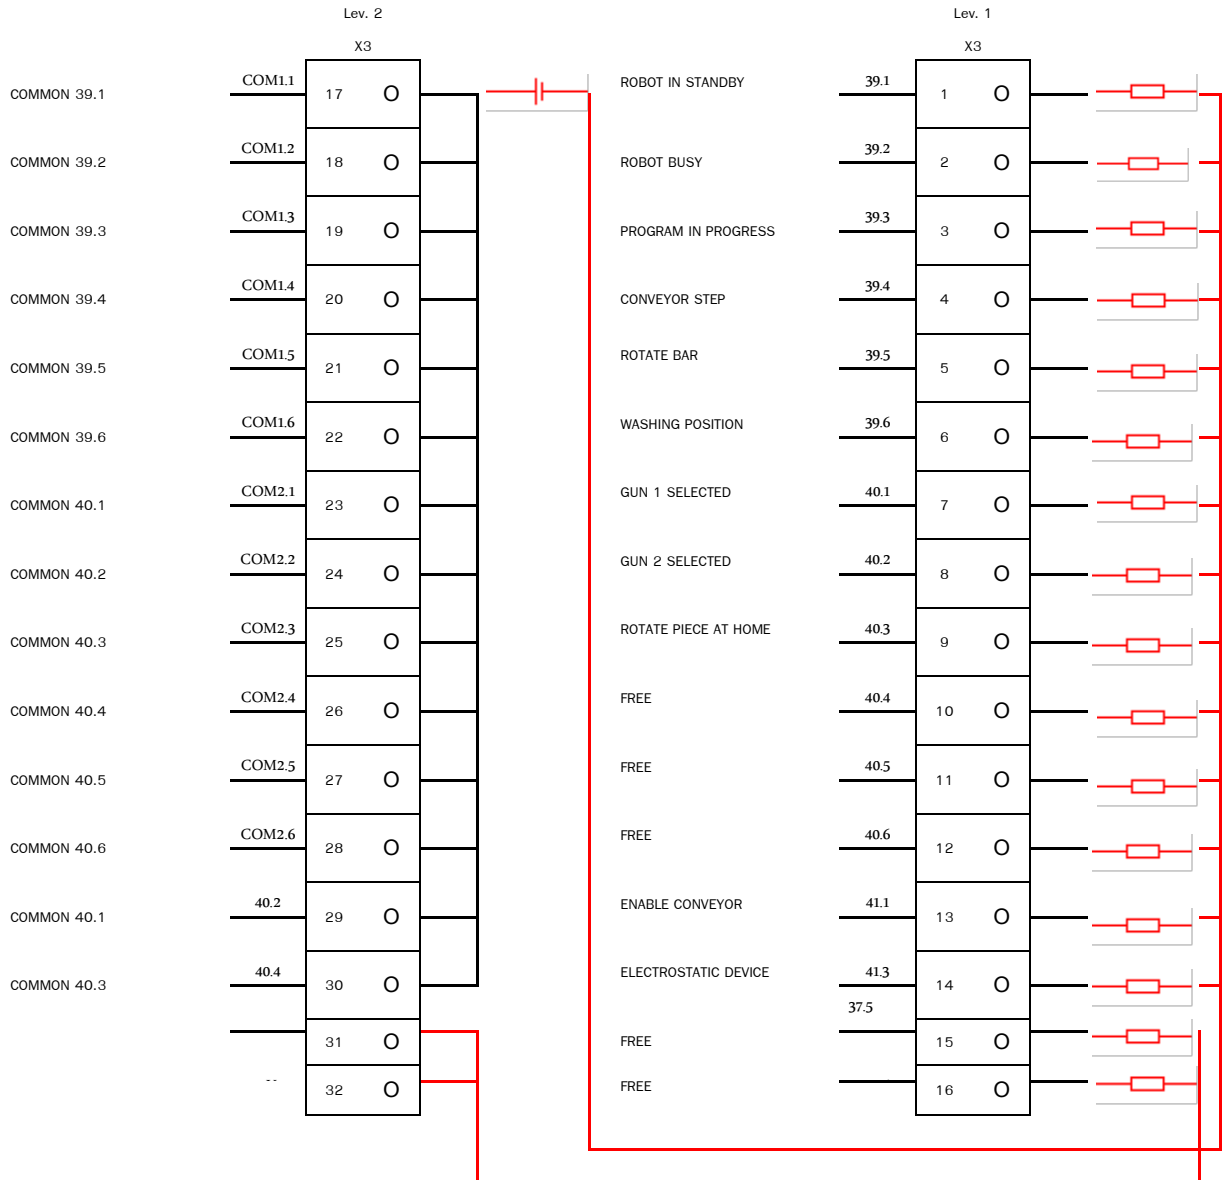 Lev. 2
X3
COMMON 39.1 COM1.1 17 O
COMMON 39.2 COM1.2 18 O
COMMON 39.3 COM1.3 19 O
COMMON 39.4 COM1.4 20 O
COMMON 39.5 COM1.5 21 O
COMMON 39.6 COM1.6 22 O
COMMON 40.1 COM2.1 23 O
COMMON 40.2 COM2.2 24 O
COMMON 40.3 COM2.3 25 O
COMMON 40.4 COM2.4 26 O
COMMON 40.5 COM2.5 27 O
COMMON 40.6 COM2.6 28 O
COMMON 40.1 40.2 29 O
COMMON 40.3 40.4 30 O
31 O
-- 32 O
Lev. 1
X3
ROBOT IN STANDBY 39.1 1 O
ROBOT BUSY 39.2 2 O
PROGRAM IN PROGRESS 39.3 3 O
CONVEYOR STEP 39.4 4 O
ROTATE BAR 39.5 5 O
WASHING POSITION 39.6 6 O
GUN 1 SELECTED 40.1 7 O
GUN 2 SELECTED 40.2 8 O
ROTATE PIECE AT HOME 40.3 9 O
FREE 40.4 10 O
FREE 40.5 11 O
FREE 40.6 12 O
ENABLE CONVEYOR 41.1 13 O
ELECTROSTATIC DEVICE 41.3 14 O
37.5
FREE 15 O
FREE 16 O